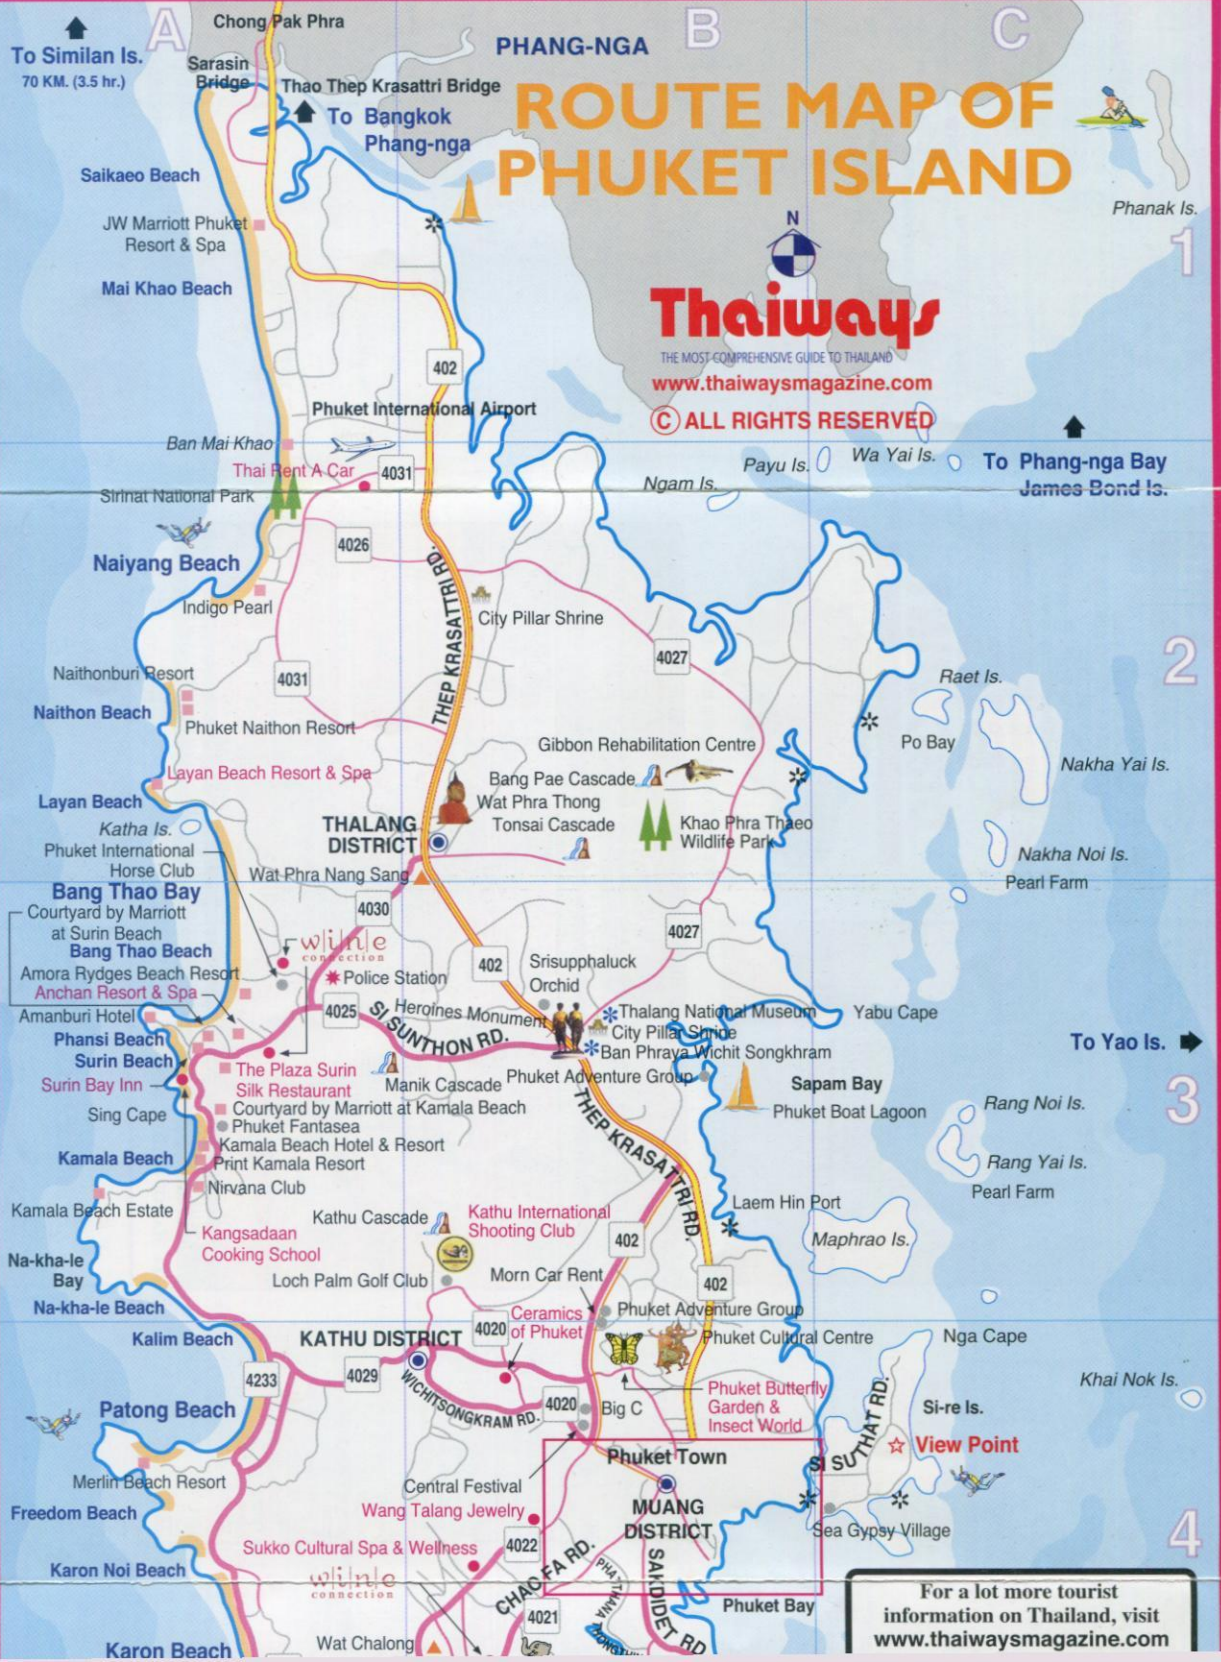 A
B
C
Chong Pak Phra
To Similan Is.
70 KM. (3.5 hr.)
PHANG-NGA
Sarasin
Bridge
Thao Thep Krasattri Bridge
ROUTE MAP OF
PHUKET ISLAND
To Bangkok
Phang-nga
Saikaeo Beach
Phanak Is.
JW Marriott Phuket
Resort & Spa
N
1
Mai Khao Beach
Thaiways
THE MOST COMPREHENSIVE GUIDE TO THAILAND
www.thaiwaysmagazine.com
© ALL RIGHTS RESERVED
402
Phuket International Airport
Ban Mai Khao
Thai Rent A Car
4031
Sirinat National Park
Payu Is.
Wa Yai Is.
Ngam Is.
To Phang-nga Bay
James Bond Is.
4026
Naiyang Beach
THEP KRASATTRI RD.
Indigo Pearl
City Pillar Shrine
4027
2
Naithonburi Resort
4031
Raet Is.
Naithon Beach
Phuket Naithon Resort
Po Bay
Gibbon Rehabilitation Centre
Nakha Yai Is.
Layan Beach Resort & Spa
Bang Pae Cascade
Layan Beach
Wat Phra Thong
Tonsai Cascade
Khao Phra Thaeo
Wildlife Park
Katha Is.
THALANG
DISTRICT
Phuket International
Horse Club
Nakha Noi Is.
Pearl Farm
Wat Phra Nang Sang
Bang Thao Bay
4030
Courtyard by Marriott
at Surin Beach
4027
wine
connection
Bang Thao Beach
402
Srisupphaluck
Orchid
Amora Rydges Beach Resort
Police Station
Anchan Resort & Spa
4025
SI SUNTHON RD.
Heroines Monument
Thalang National Museum
Yabu Cape
Amanburi Hotel
City Pillar Shrine
Phansi Beach
Ban Phraya Wichit Songkhram
To Yao Is.
Surin Beach
The Plaza Surin
Silk Restaurant
Manik Cascade
Phuket Adventure Group
Sapam Bay
Surin Bay Inn
Phuket Boat Lagoon
Rang Noi Is.
3
Sing Cape
Courtyard by Marriott at Kamala Beach
Phuket Fantasea
THEP KRASATTRI RD.
Kamala Beach Hotel & Resort
Kamala Beach
Print Kamala Resort
Rang Yai Is.
Pearl Farm
Nirvana Club
Kamala Beach Estate
Kathu Cascade
Kathu International
Shooting Club
Laem Hin Port
Kangsadaan
Cooking School
402
Maphrao Is.
Na-kha-le
Bay
Loch Palm Golf Club
Morn Car Rent
402
Na-kha-le Beach
Ceramics
of Phuket
Phuket Adventure Group
Kalim Beach
KATHU DISTRICT
4020
Phuket Cultural Centre
Nga Cape
4233
4029
WICHITSONGKRAM RD.
4020
Big C
Phuket Butterfly
Garden &
Insect World
Khai Nok Is.
Patong Beach
SI SUTHAT RD.
Si-re Is.
View Point
Phuket Town
Merlin Beach Resort
Central Festival
Freedom Beach
Wang Talang Jewelry
MUANG
DISTRICT
Sea Gypsy Village
4022
4
Sukko Cultural Spa & Wellness
CHAO FA RD.
Karon Noi Beach
wine
connection
SAKDIDET RD
Phuket Bay
4021
For a lot more tourist
information on Thailand, visit
www.thaiwaysmagazine.com
Karon Beach
Wat Chalong